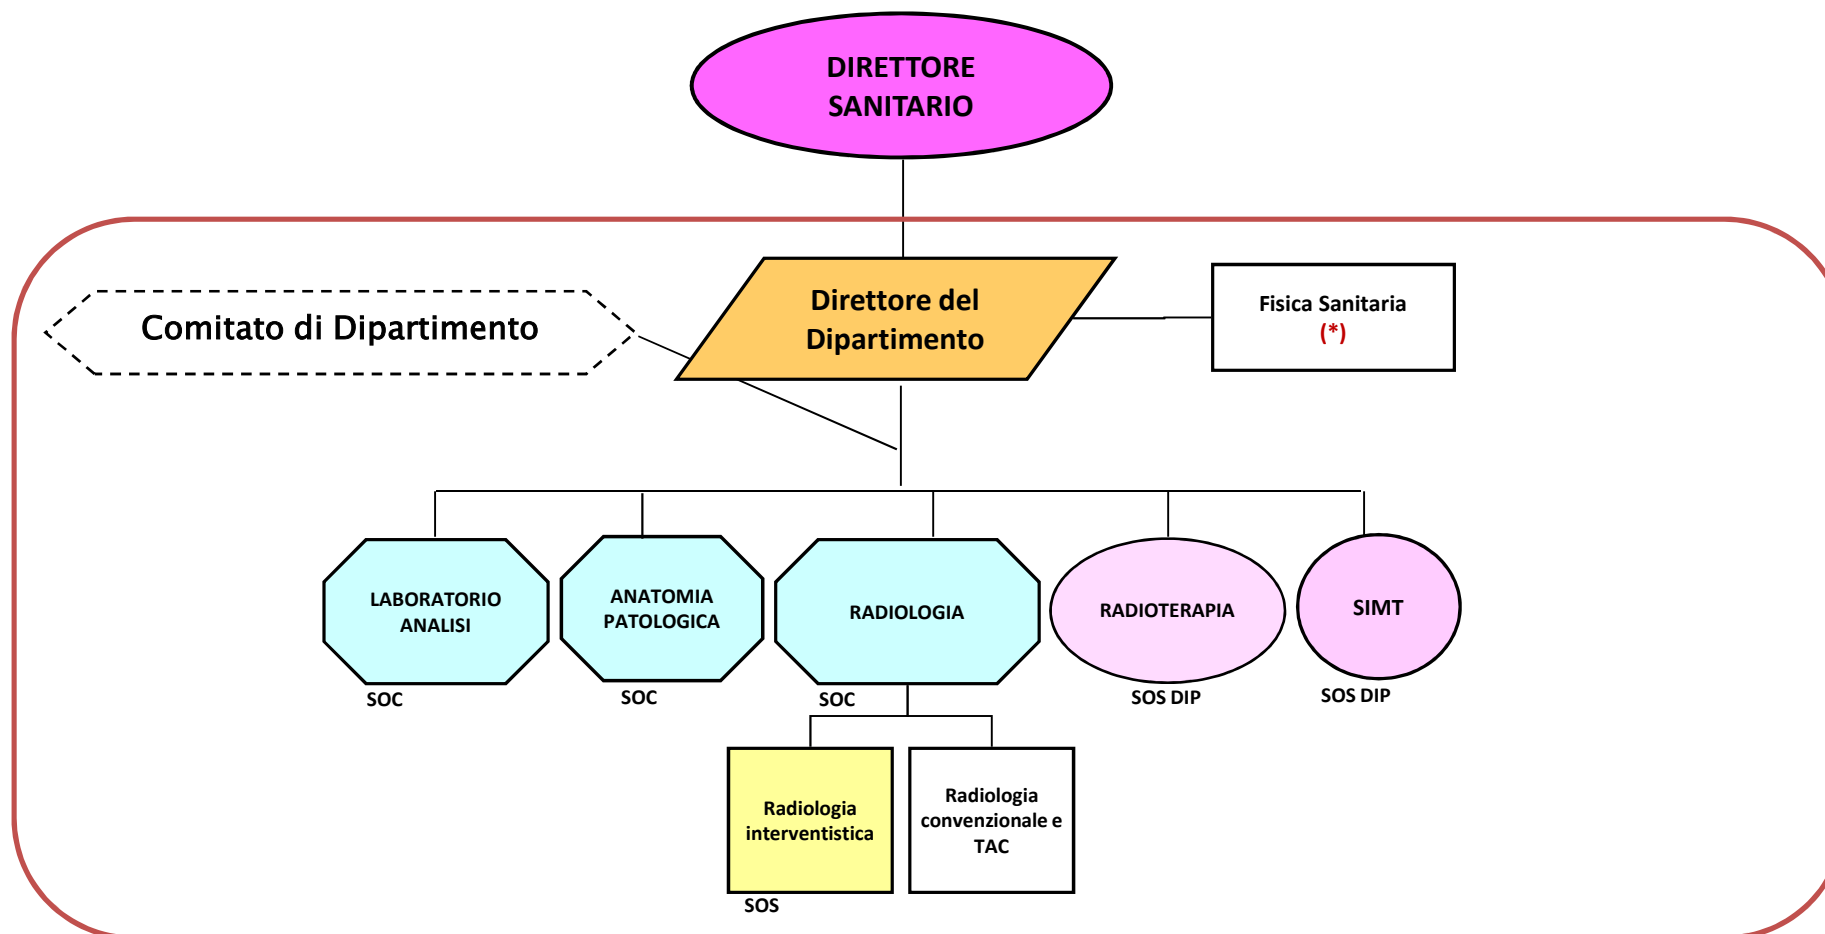 DIRETTORE
SANITARIO
Comitato di Dipartimento
Direttore del
Dipartimento
Fisica Sanitaria
(*)
LABORATORIO
ANALISI
SOC
ANATOMIA
PATOLOGICA
SOC
RADIOLOGIA
SOC
RADIOTERAPIA
SOS DIP
SIMT
SOS DIP
Radiologia
interventistica
SOS
Radiologia
convenzionale e
TAC